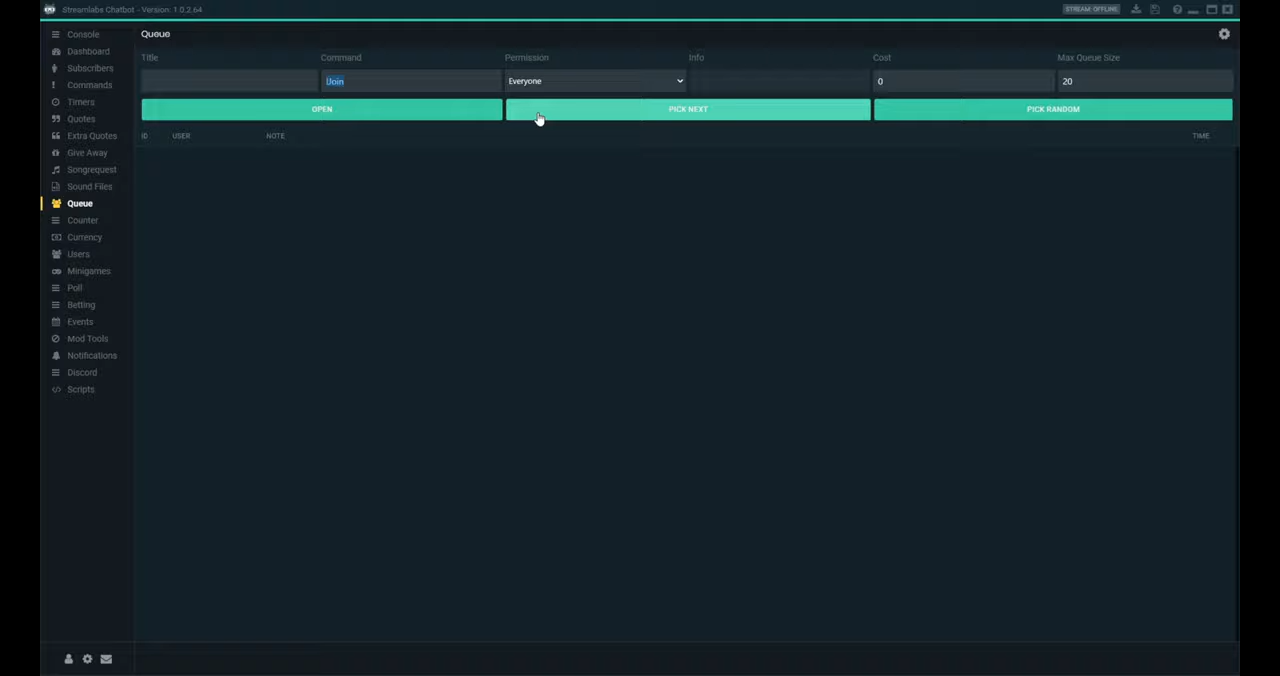 Streamlabs Chatbot - Version: 1.0.2.64
STREAM: OFFLINE
Console
Dashboard
Subscribers
Commands
Timers
Quotes
Extra Quotes
Give Away
Songrequest
Sound Files
Queue
Counter
Currency
Users
Minigames
Poll
Betting
Events
Mod Tools
Notifications
Discord
Scripts
Queue
Title Command Permission Info Cost Max Queue Size
!Join Everyone 0 20
OPEN PICK NEXT PICK RANDOM
ID USER NOTE TIME